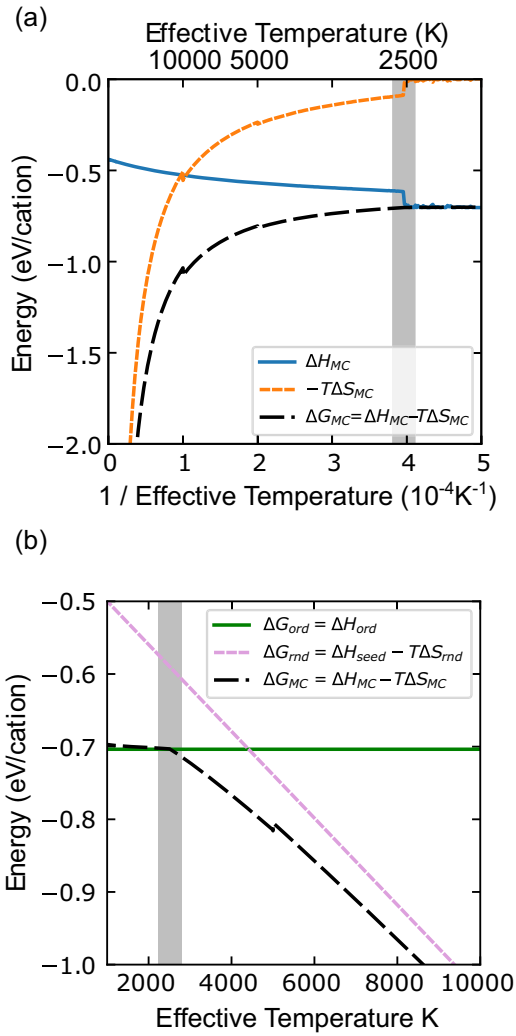 (a)
Effective Temperature (K)
10000 5000 2500
0.0
−0.5
−1.0
−1.5
−2.0
Energy (eV/cation)
ΔH_MC
−TΔS_MC
ΔG_MC=ΔH_MC−TΔS_MC
0 1 2 3 4 5
1 / Effective Temperature (10⁻⁴K⁻¹)
(b)
−0.5
−0.6
−0.7
−0.8
−0.9
−1.0
Energy (eV/cation)
ΔG_ord = ΔH_ord
ΔG_rnd = ΔH_seed − TΔS_rnd
ΔG_MC = ΔH_MC − TΔS_MC
2000 4000 6000 8000 10000
Effective Temperature K